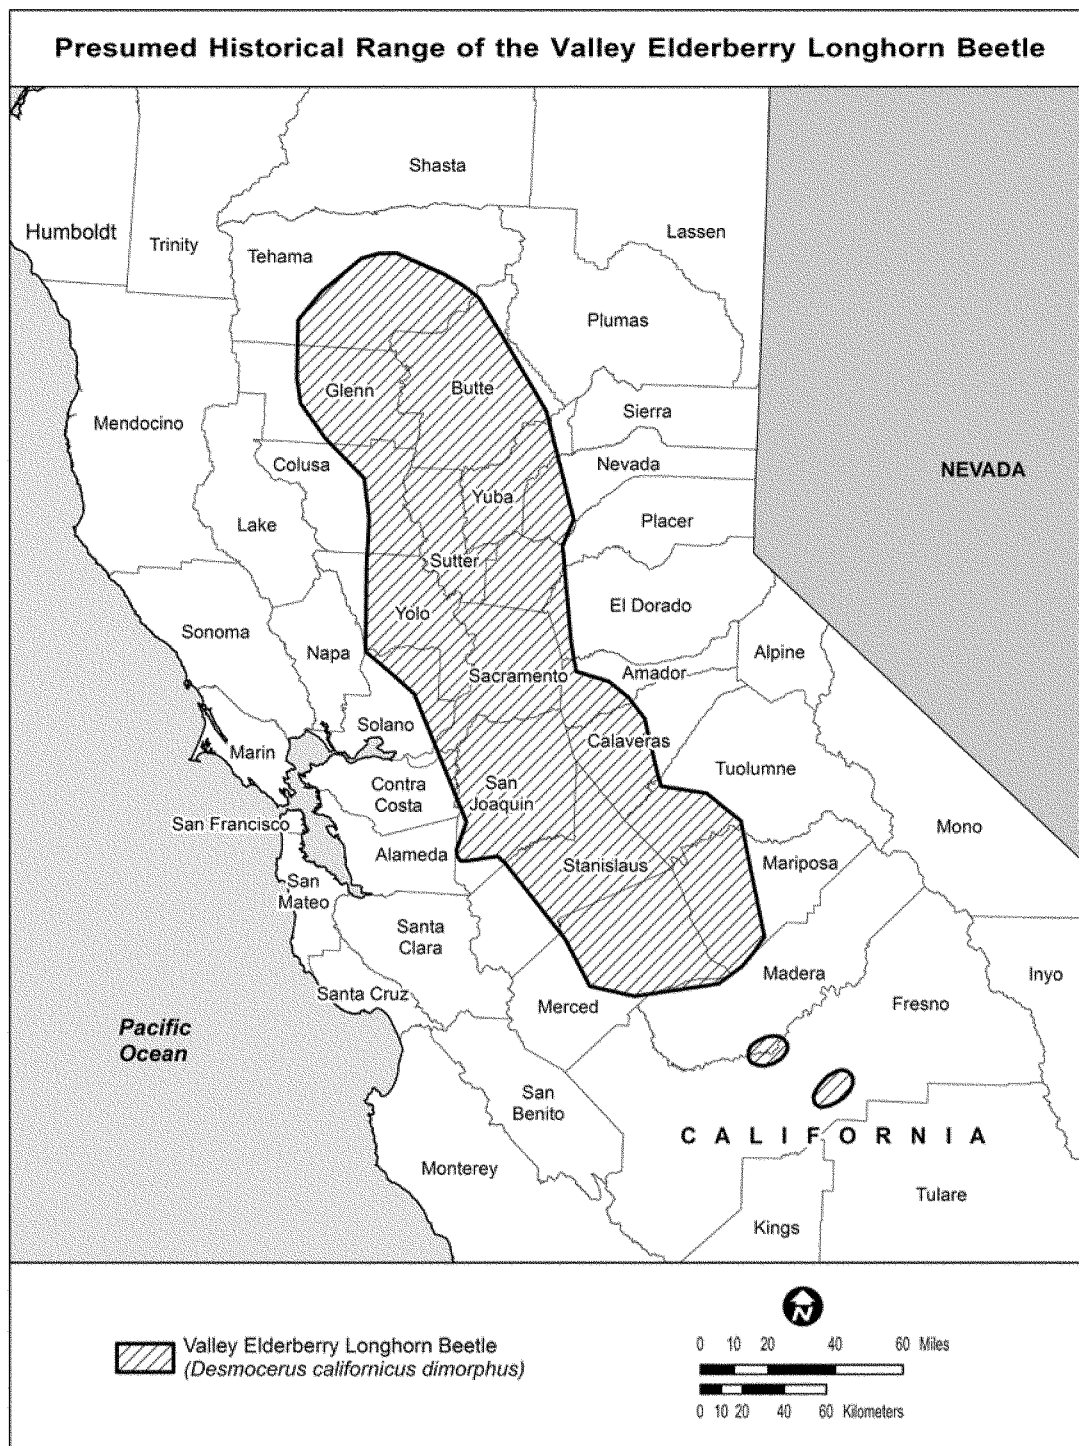 Presumed Historical Range of the Valley Elderberry Longhorn Beetle
Shasta
Humboldt
Trinity
Lassen
Tehama
Plumas
Glenn
Butte
Sierra
Mendocino
Colusa
Nevada
NEVADA
Yuba
Lake
Placer
Sutter
Yolo
El Dorado
Sonoma
Napa
Alpine
Sacramento
Amador
Solano
Calaveras
Marin
Tuolumne
Contra
Costa
San
Joaquin
San Francisco
Mono
Alameda
Stanislaus
Mariposa
San
Mateo
Santa
Clara
Madera
Inyo
Santa Cruz
Merced
Fresno
Pacific
Ocean
San
Benito
CALIFORNIA
Monterey
Tulare
Kings
N
Valley Elderberry Longhorn Beetle
(Desmocerus californicus dimorphus)
0 10 20 40 60 Miles
0 10 20 40 60 Kilometers